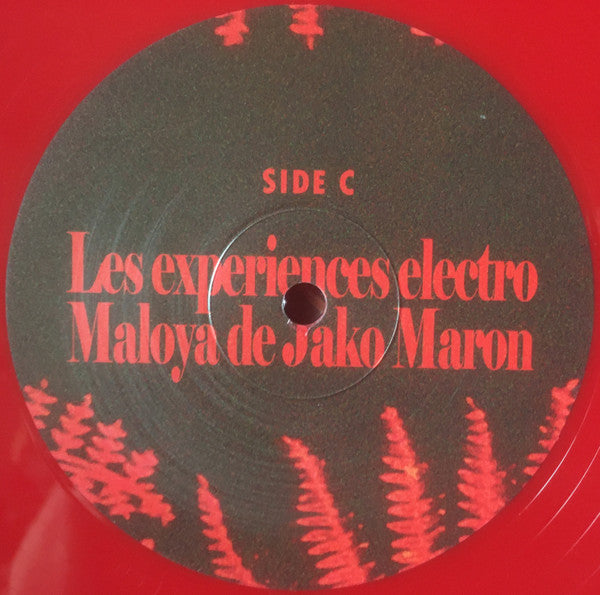 SIDE C
Les experiences electro
Maloya de Jako Maron